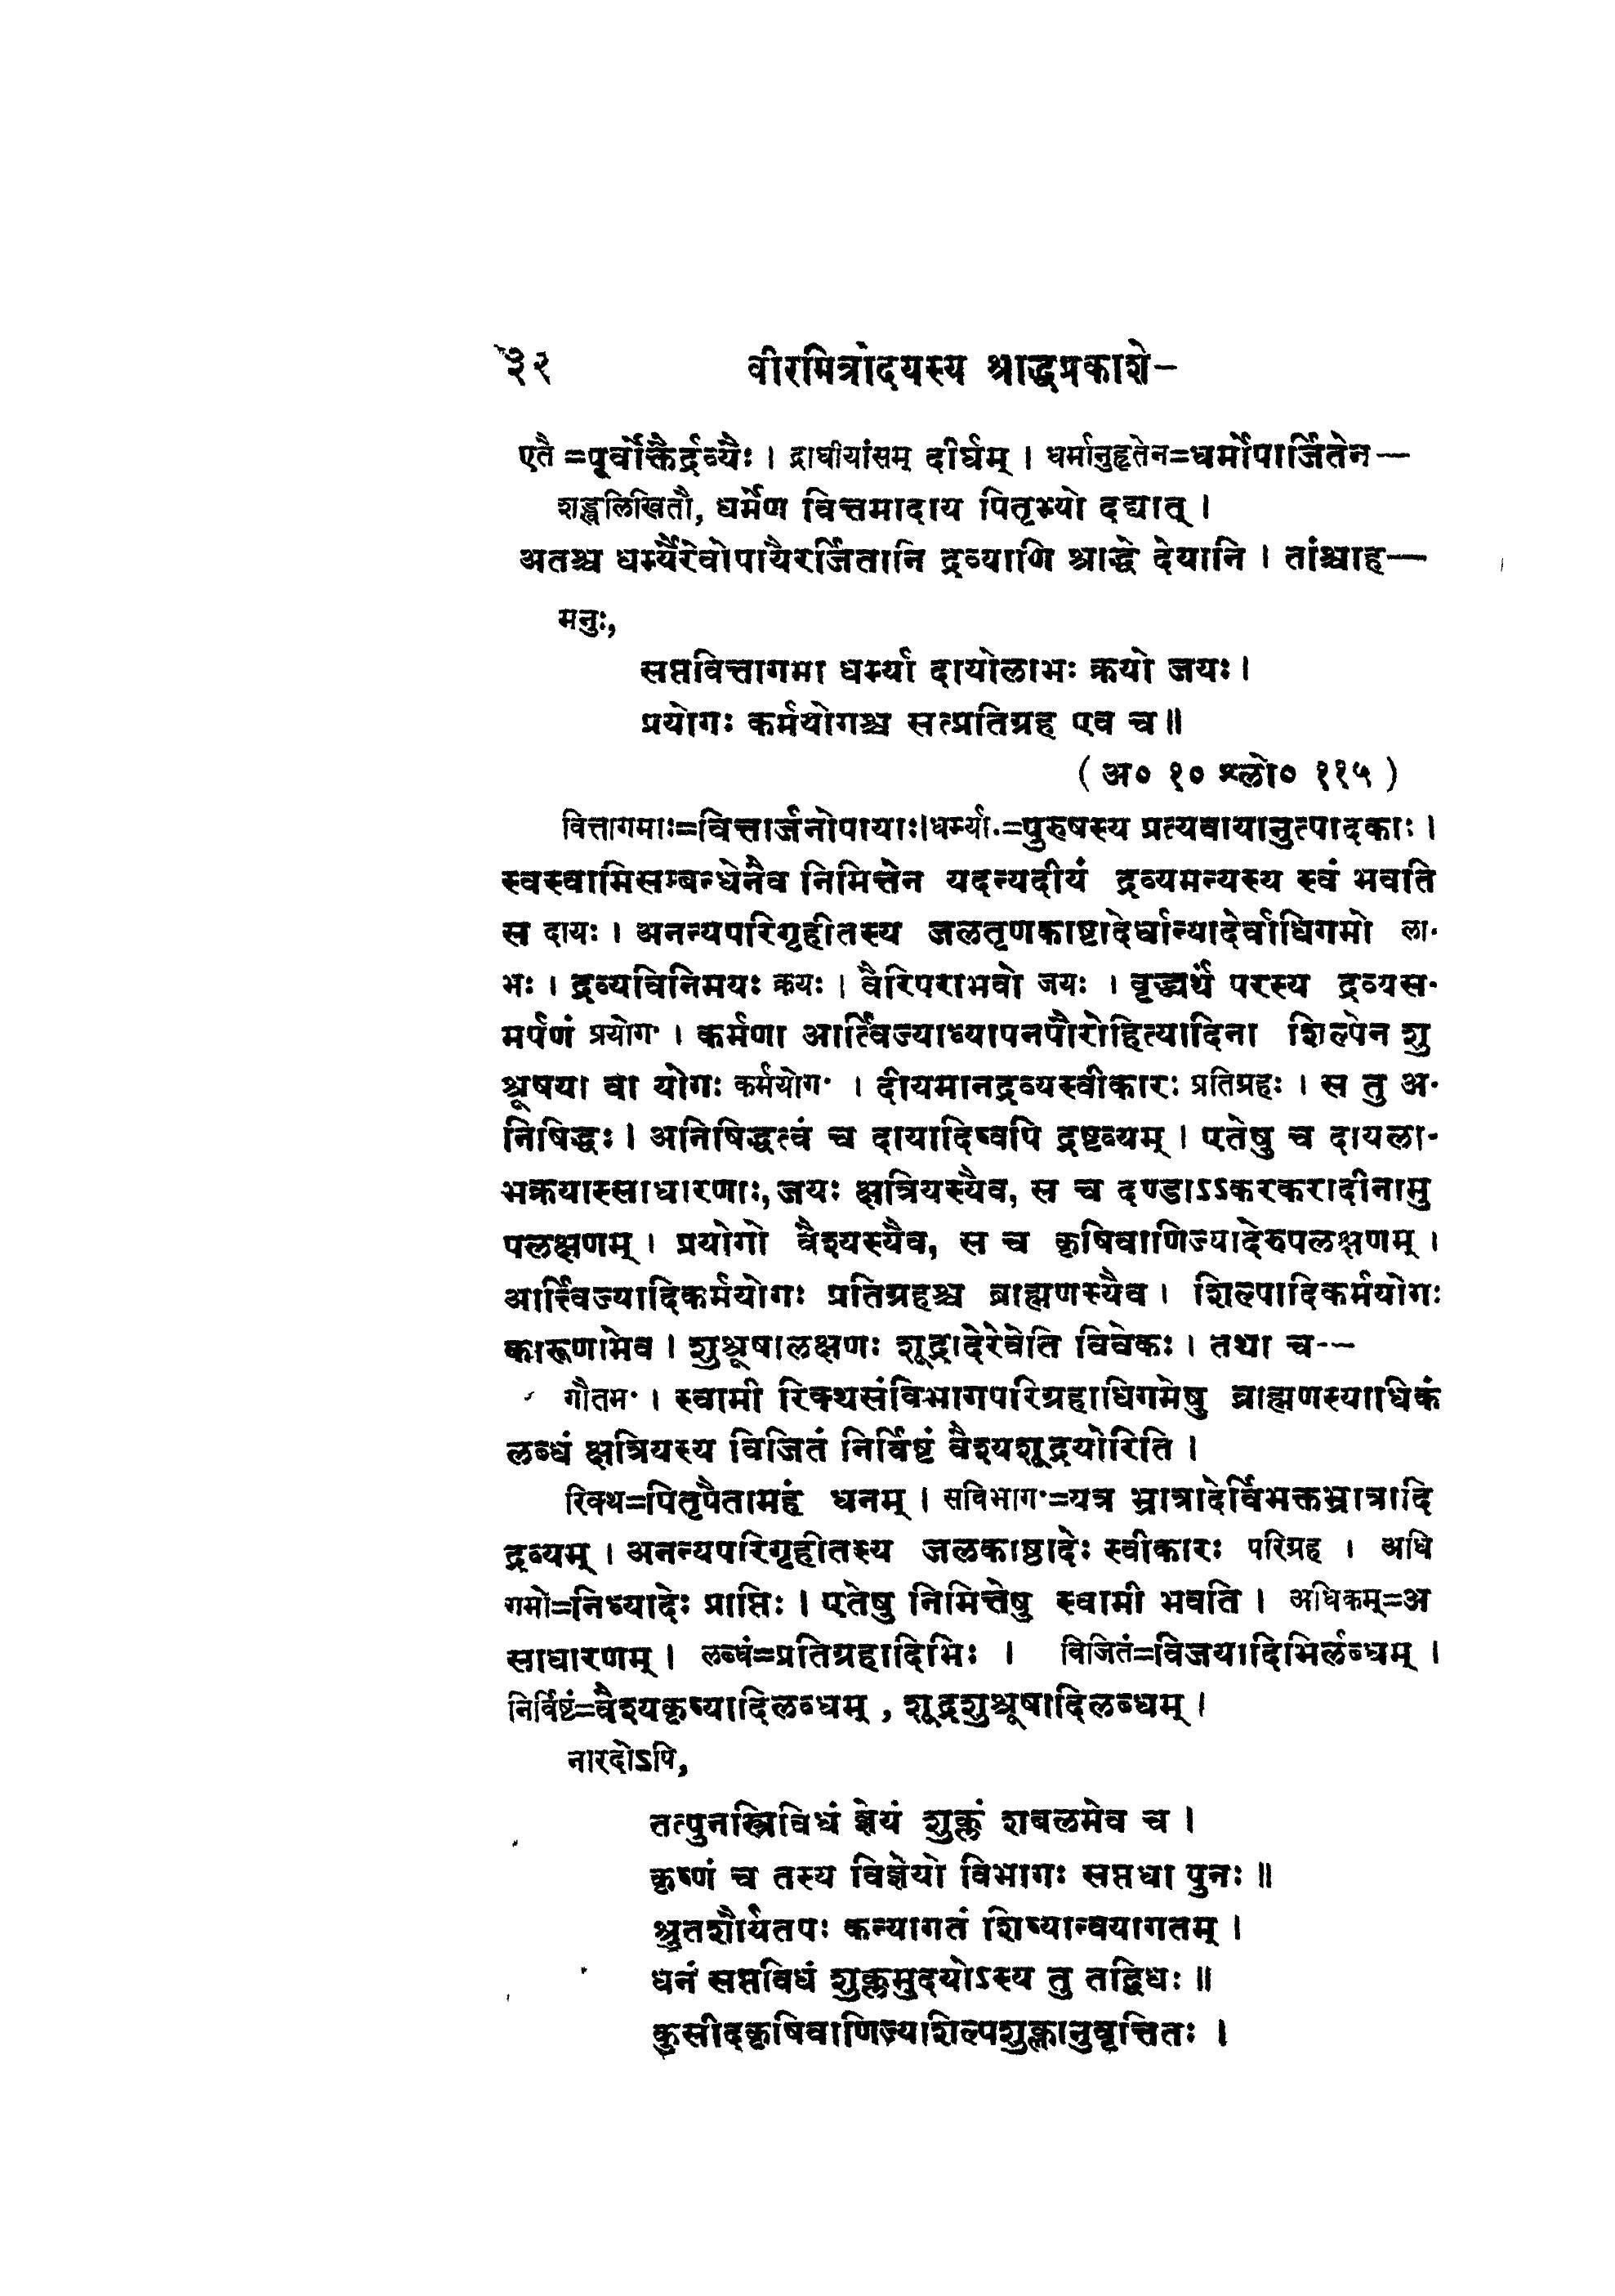 ३२ वीरमित्रोदयस्य श्राद्धप्रकाशे-
एतै =पूर्वोक्तैर्द्रव्यैः । द्राघीयांसम् दीर्घम् । धर्मानुहृतेन=धर्मोपार्जितेन—
शङ्खलिखितौ, धर्मेण वित्तमादाय पितृभ्यो दद्यात् ।
अतश्च धर्म्यैरेवोपायैरर्जितानि द्रव्याणि श्राद्धे देयानि । तांश्चाह—
मनुः,
सप्तवित्तागमा धर्म्या दायोलाभः क्रयो जयः ।
प्रयोगः कर्मयोगश्च सत्प्रतिग्रह एव च ॥
( अ० १० श्लो० ११५ )
वित्तागमाः=वित्तार्जनोपायाः।धर्म्या.=पुरुषस्य प्रत्यवायानुत्पादकाः ।
स्वस्वामिसम्बन्धेनैव निमित्तेन यदन्यदीयं द्रव्यमन्यस्य स्वं भवति
स दायः । अनन्यपरिगृहीतस्य जलतृणकाष्टादेर्धान्यादेर्वाधिगमो ला-
भः । द्रव्यविनिमयः क्रयः । वैरिपराभवो जयः । वृद्ध्यर्थं परस्य द्रव्यस-
मर्पणं प्रयोग· । कर्मणा आर्त्विज्याध्यापनपौरोहित्यादिना शिल्पेन शु
श्रूषया वा योगः कर्मयोग· । दीयमानद्रव्यस्वीकारः प्रतिग्रहः । स तु अ-
निषिद्धः । अनिषिद्धत्वं च दायादिष्वपि द्रष्टव्यम् । एतेषु च दायला-
भक्रयास्साधारणाः, जयः क्षत्रियस्यैव, स च दण्डाऽऽकरकरादीनामु
पलक्षणम् । प्रयोगो वैश्यस्यैव, स च कृषिवाणिज्यादेरुपलक्षणम् ।
आर्त्त्विज्यादिकर्मयोगः प्रतिग्रहश्च ब्राह्मणस्यैव । शिल्पादिकर्मयोगः
कारूणामेव । शुश्रूषालक्षणः शूद्रादेरेवेति विवेकः । तथा च--
गौतम· । स्वामी रिक्थसंविभागपरिग्रहाधिगमेषु ब्राह्मणस्याधिकं
लब्धं क्षत्रियस्य विजितं निर्विष्टं वैश्यशूद्रयोरिति ।
रिक्थ=पितृपैतामहं धनम् । सविभाग·=यत्र भ्रात्रादेर्विभक्तभ्रात्रादि
द्रव्यम् । अनन्यपरिगृहीतस्य जलकाष्ठादेः स्वीकारः परिग्रह । अधि
गमो=निध्यादेः प्राप्तिः । एतेषु निमित्तेषु स्वामी भवति । अधिकम्=अ
साधारणम् । लब्धं=प्रतिग्रहादिभिः । विजितं=विजयादिभिर्लब्धम् ।
निर्विष्टं=वैश्यकृष्यादिलब्धम् , शूद्रशुश्रूषादिलब्धम् ।
नारदोऽपि,
तत्पुनस्त्रिविधं ज्ञेयं शुक्लं शबलमेव च ।
कृष्णं च तस्य विज्ञेयो विभागः सप्तधा पुनः ॥
श्रुतशौर्यतपः कन्यागतं शिष्यान्वयागतम् ।
धनं सप्तविधं शुक्लमुदयोऽस्य तु तद्विधः ॥
कुसीदकृषिवाणिज्याशिल्पशुक्लानुवृत्तितः ।